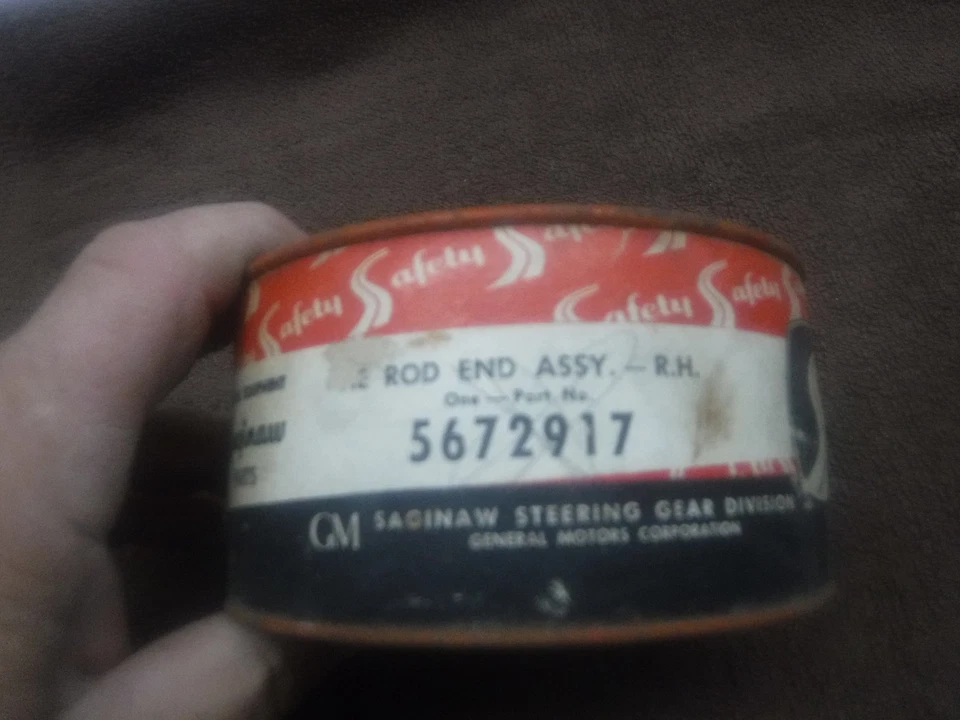 Safety Safety
Safety Safety
ROD END ASSY. — R.H.
One — Part No.
5672917
GM SAGINAW STEERING GEAR DIVISION
GENERAL MOTORS CORPORATION